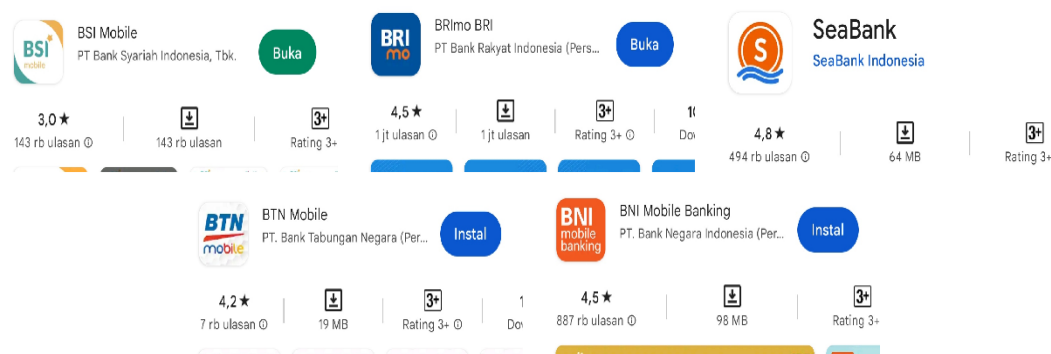 BSI Mobile
PT Bank Syariah Indonesia, Tbk.
Buka
BSI
mobile
3,0 ★
143 rb ulasan
143 rb ulasan
3+
Rating 3+
BRImo BRI
PT Bank Rakyat Indonesia (Pers...
Buka
BRI
mo
4,5 ★
1 jt ulasan
1 jt ulasan
3+
Rating 3+
SeaBank
SeaBank Indonesia
S
4,8 ★
494 rb ulasan
64 MB
3+
Rating 3+
BTN Mobile
PT. Bank Tabungan Negara (Per...
Instal
BTN
mobile
4,2 ★
7 rb ulasan
19 MB
3+
Rating 3+
BNI Mobile Banking
PT. Bank Negara Indonesia (Per...
Instal
BNI
mobile
banking
4,5 ★
887 rb ulasan
98 MB
3+
Rating 3+